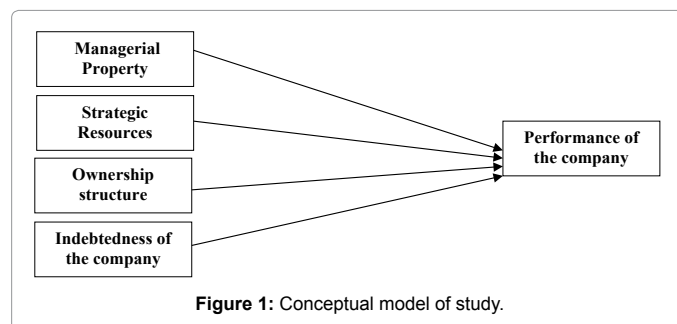 Managerial
Property
Strategic
Resources
Ownership
structure
Indebtedness of
the company
Performance of
the company
Figure 1: Conceptual model of study.